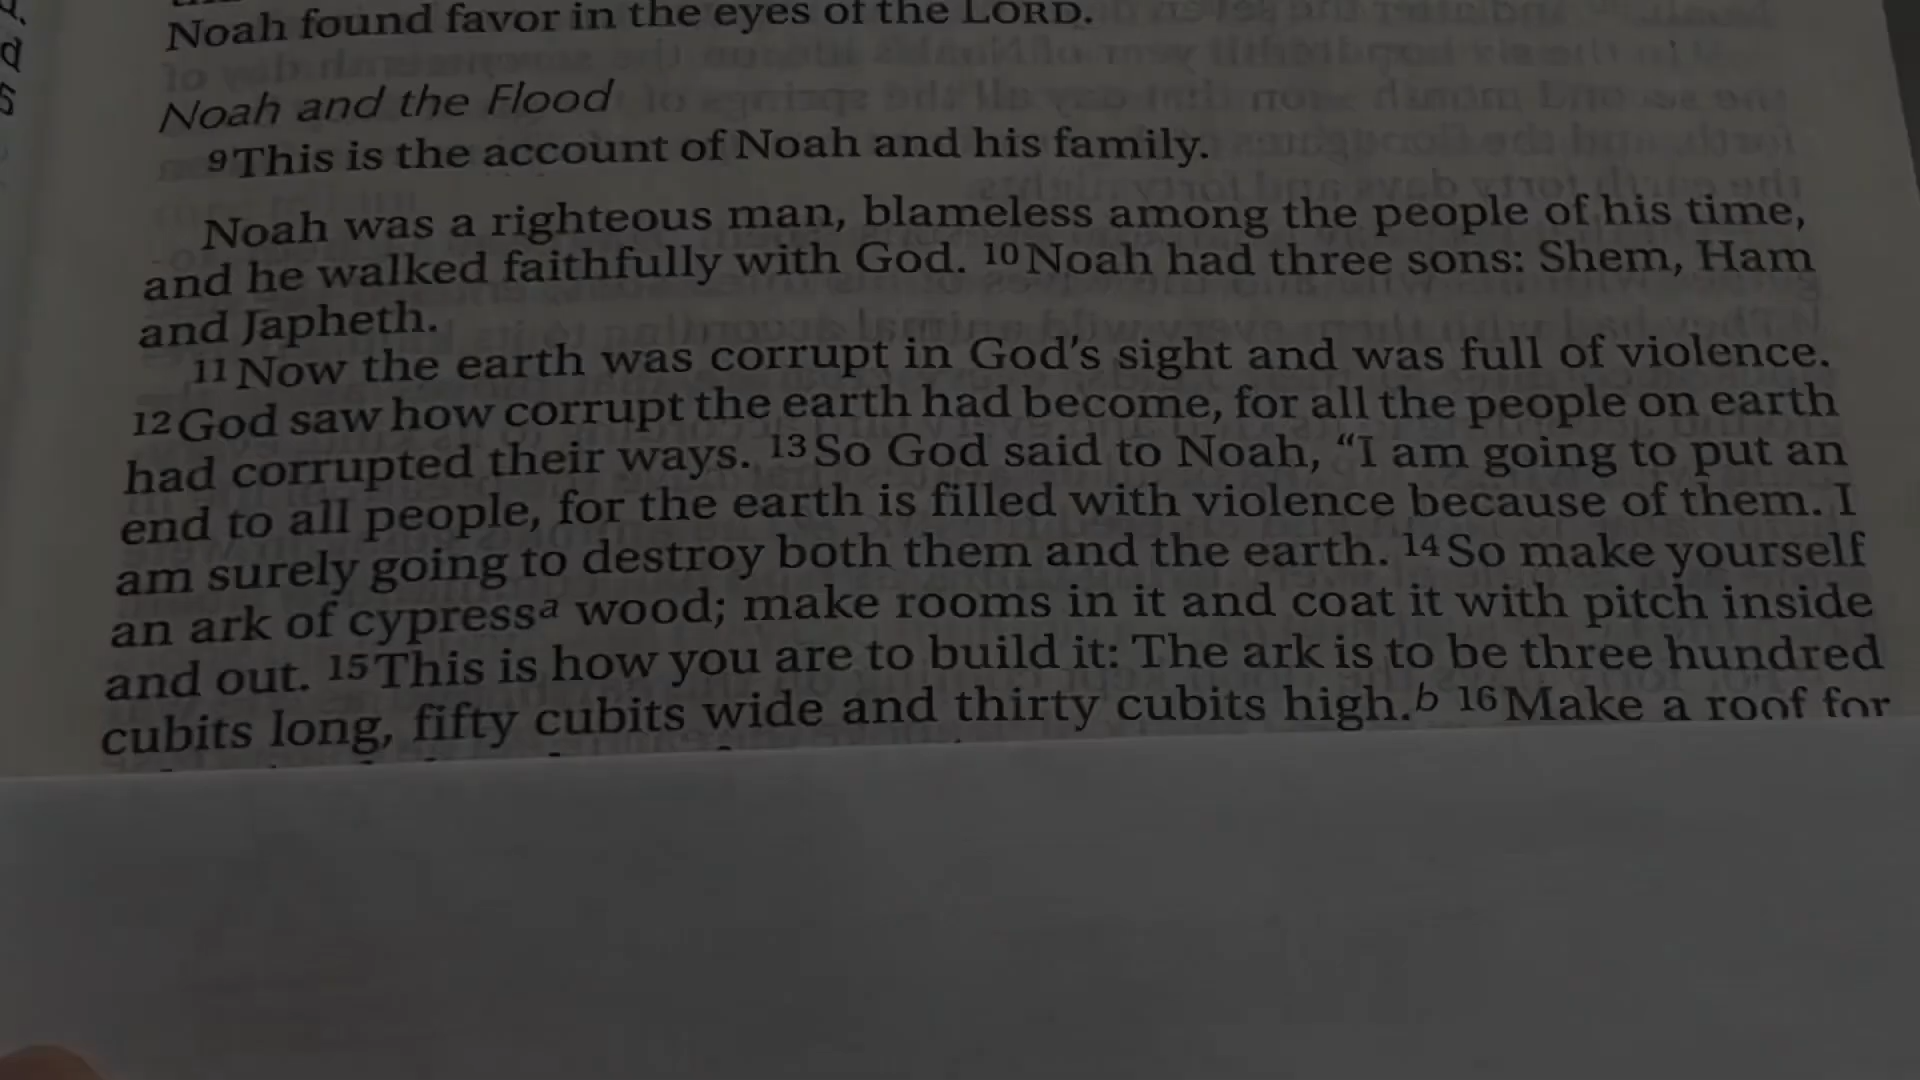 Noah found favor in the eyes of the LORD.
Noah and the Flood
9 This is the account of Noah and his family.
Noah was a righteous man, blameless among the people of his time,
and he walked faithfully with God. 10 Noah had three sons: Shem, Ham
and Japheth.
11 Now the earth was corrupt in God's sight and was full of violence.
12 God saw how corrupt the earth had become, for all the people on earth
had corrupted their ways. 13 So God said to Noah, “I am going to put an
end to all people, for the earth is filled with violence because of them. I
am surely going to destroy both them and the earth. 14 So make yourself
an ark of cypress a wood; make rooms in it and coat it with pitch inside
and out. 15 This is how you are to build it: The ark is to be three hundred
cubits long, fifty cubits wide and thirty cubits high. b 16 Make a roof for